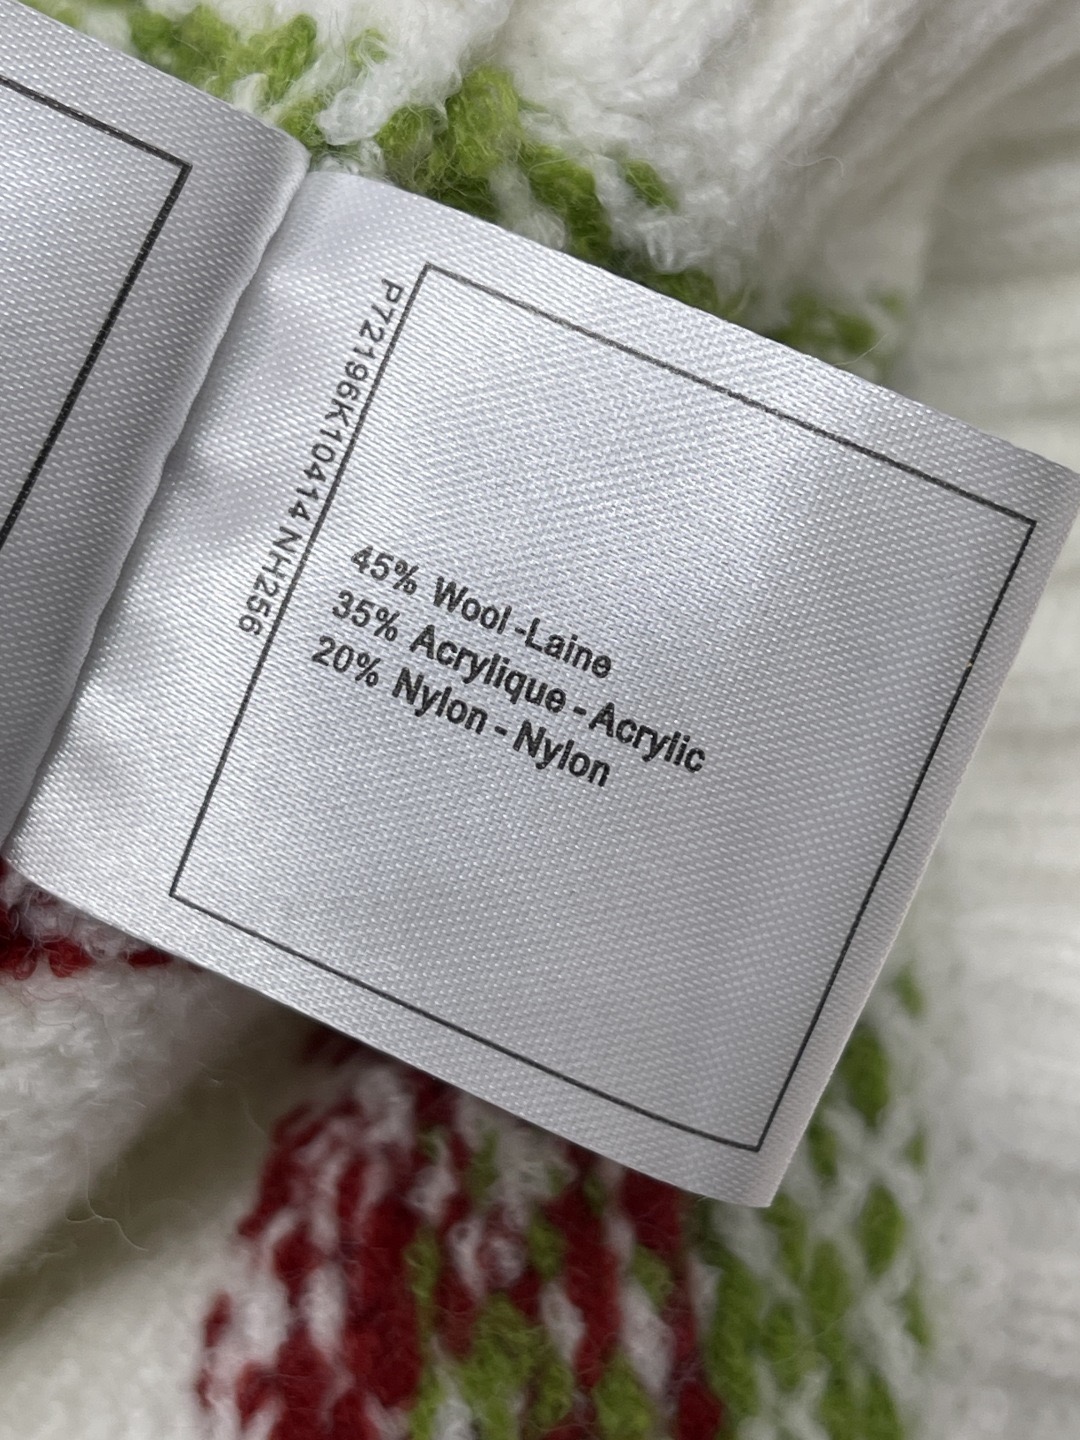 P72196K10414 NH256
45% Wool -Laine
35% Acrylique - Acrylic
20% Nylon - Nylon